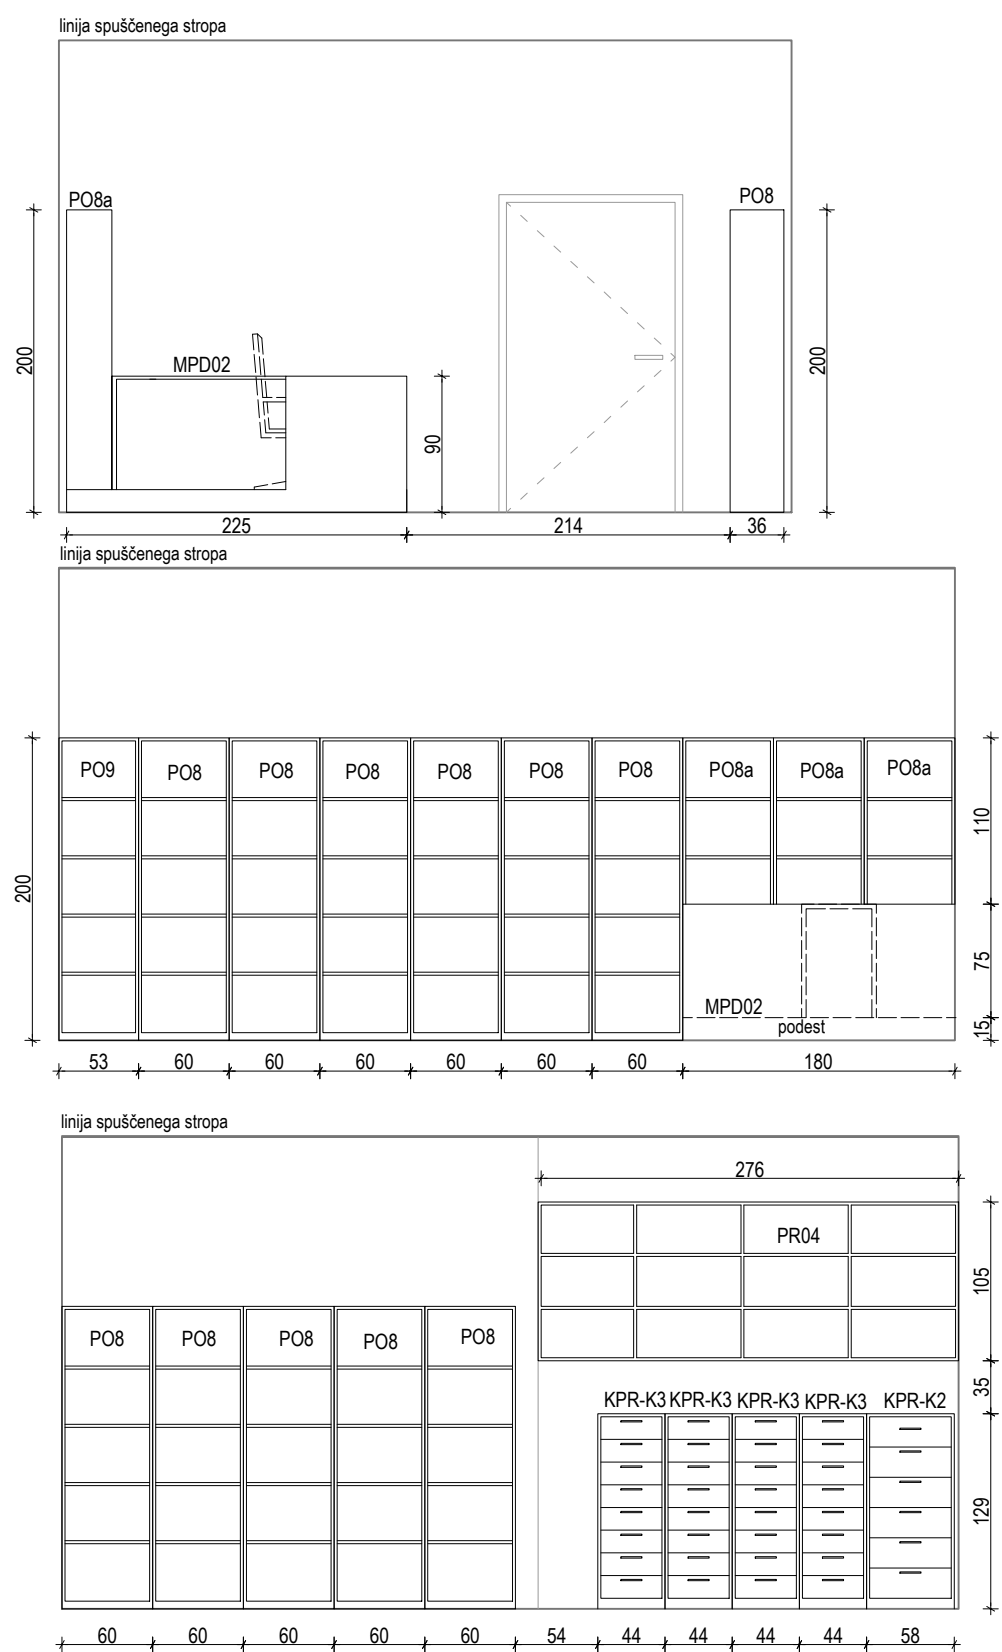 linija spuščenega stropa
PO8a
PO8
200
MPD02
200
90
225 214 36
linija spuščenega stropa
PO9 PO8 PO8 PO8 PO8 PO8 PO8 PO8a PO8a PO8a
110
200
75
MPD02
podest
15
53 60 60 60 60 60 60 180
linija spuščenega stropa
276
PR04
105
PO8 PO8 PO8 PO8 PO8
35
KPR-K3 KPR-K3 KPR-K3 KPR-K3 KPR-K2
129
60 60 60 60 60 54 44 44 44 44 58